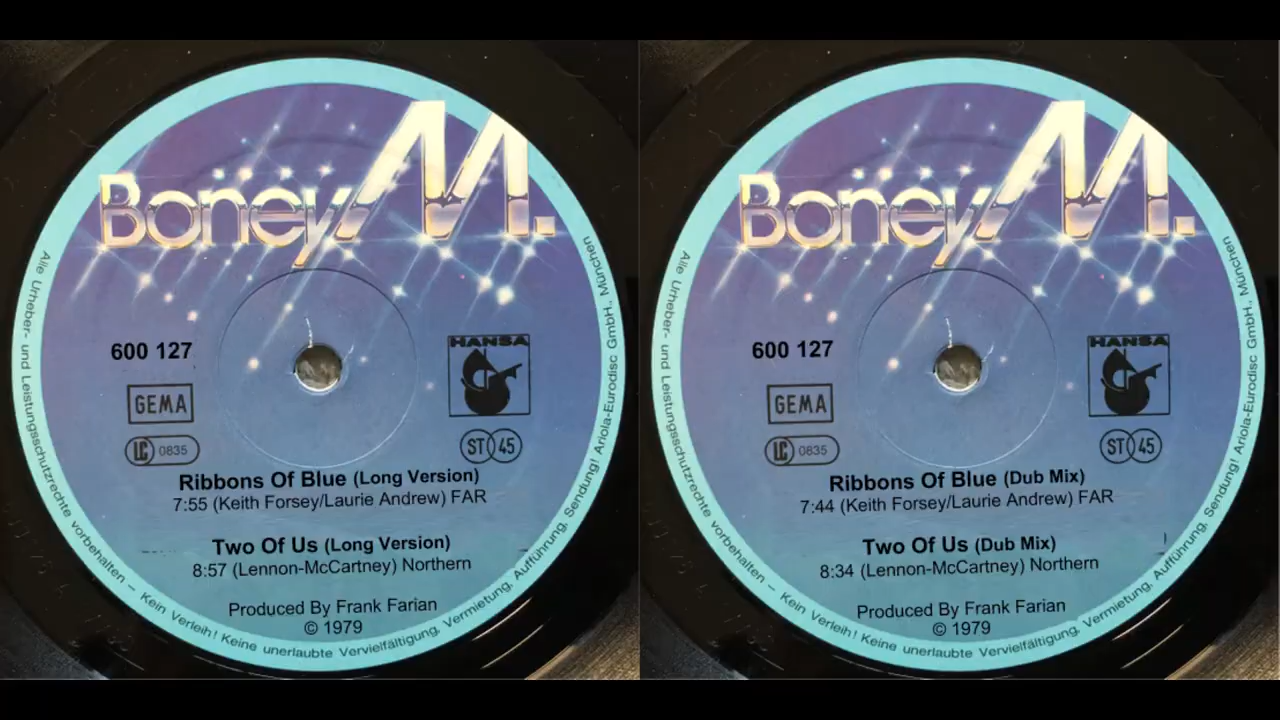 Boney M.
600 127
HANSA
GEMA
LC 0835
ST 45
Ribbons Of Blue (Long Version)
7:55 (Keith Forsey/Laurie Andrew) FAR
Two Of Us (Long Version)
8:57 (Lennon-McCartney) Northern
Produced By Frank Farian
© 1979
Alle Urheber- und Leistungsschutzrechte vorbehalten – Kein Verleih! Keine unerlaubte Vervielfältigung, Vermietung, Aufführung, Sendung! Ariola-Eurodisc GmbH., München
Boney M.
600 127
HANSA
GEMA
LC 0835
ST 45
Ribbons Of Blue (Dub Mix)
7:44 (Keith Forsey/Laurie Andrew) FAR
Two Of Us (Dub Mix)
8:34 (Lennon-McCartney) Northern
Produced By Frank Farian
© 1979
Alle Urheber- und Leistungsschutzrechte vorbehalten – Kein Verleih! Keine unerlaubte Vervielfältigung, Vermietung, Aufführung, Sendung! Ariola-Eurodisc GmbH., München